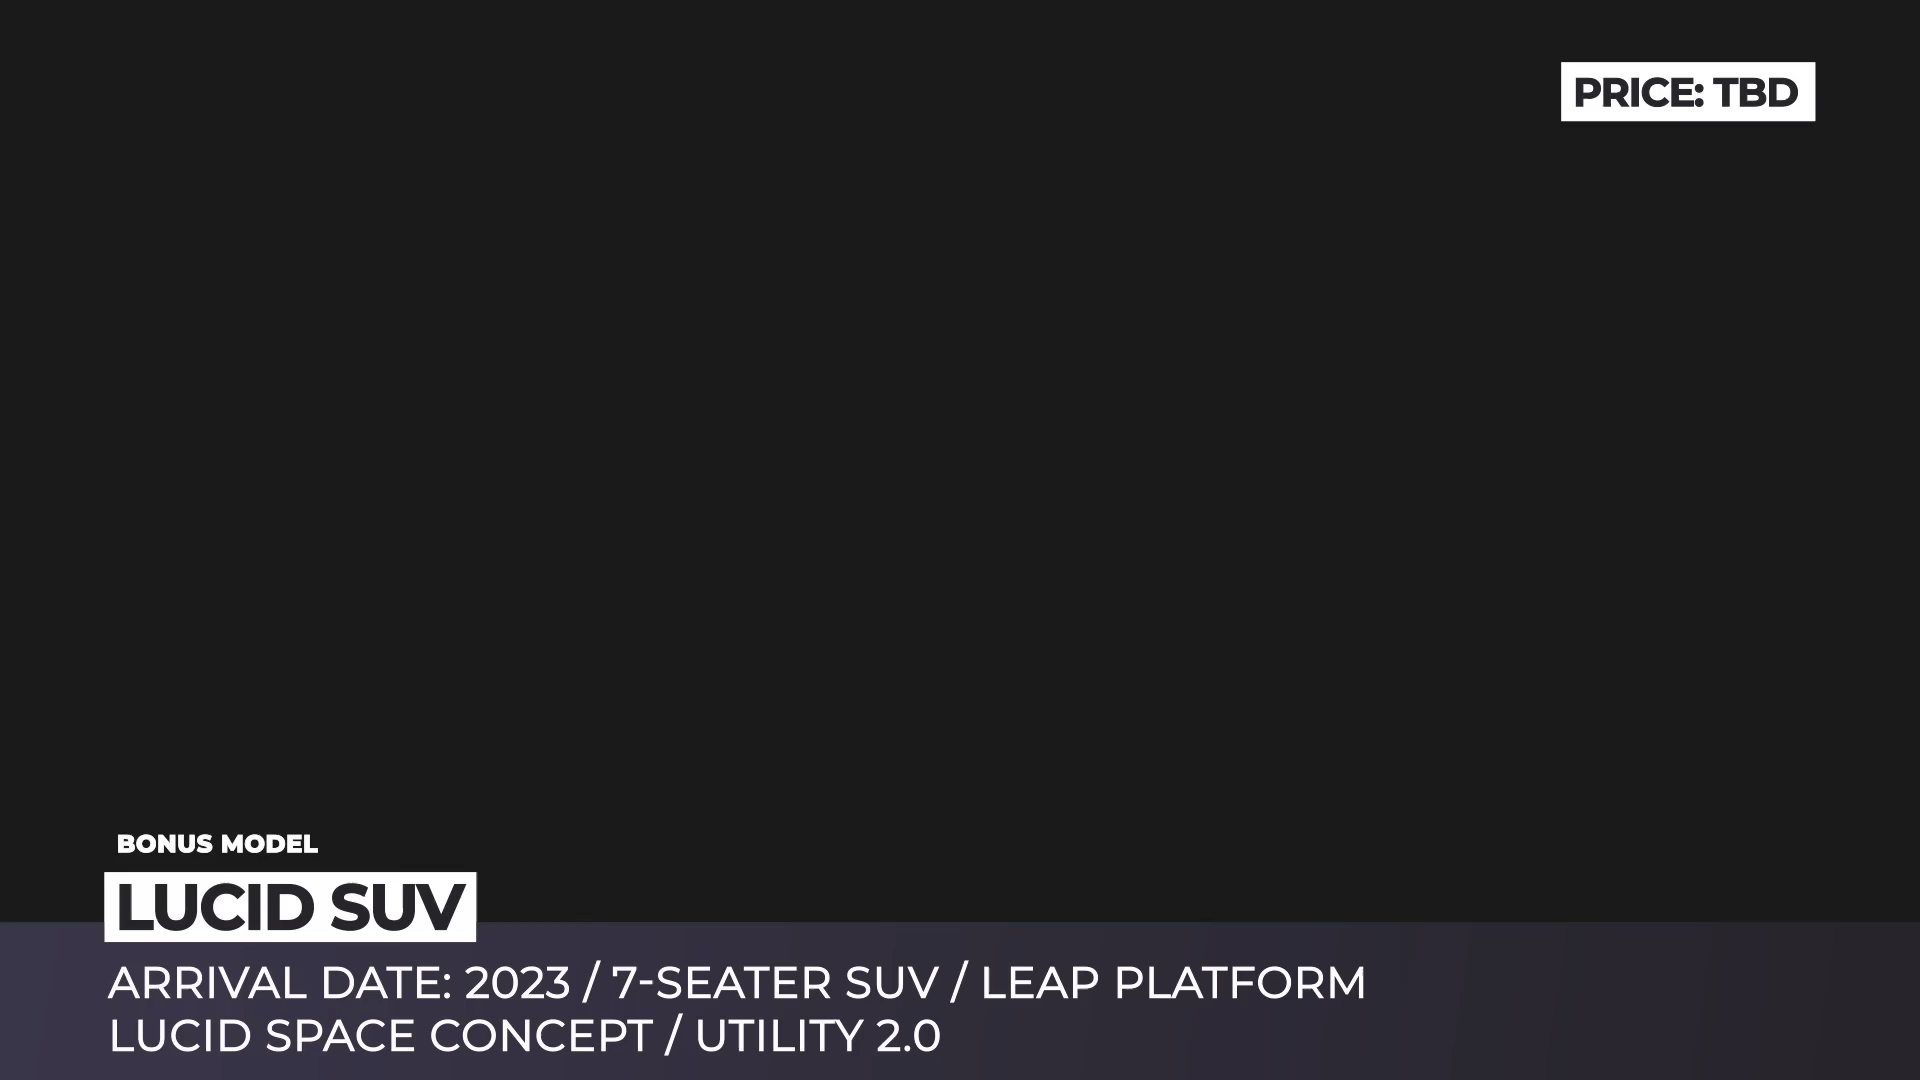 PRICE: TBD
BONUS MODEL
LUCID SUV
ARRIVAL DATE: 2023 / 7-SEATER SUV / LEAP PLATFORM
LUCID SPACE CONCEPT / UTILITY 2.0